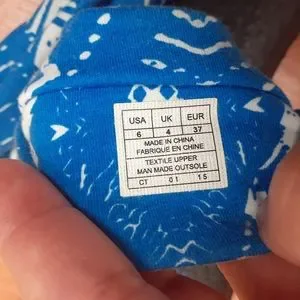 USA UK EUR
6 4 37
MADE IN CHINA
FABRIQUE EN CHINE
TEXTILE UPPER
MAN MADE OUTSOLE
CT 01 15